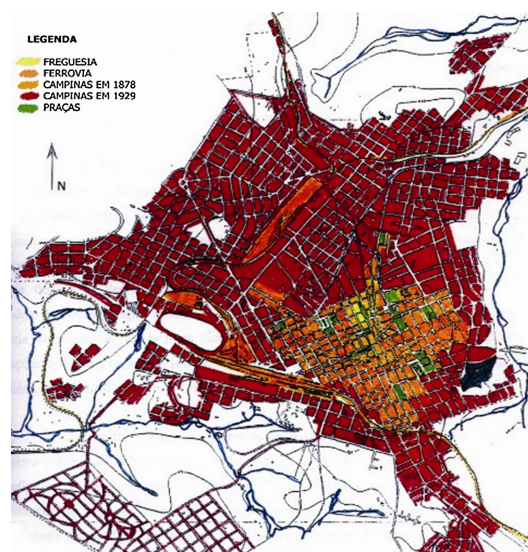 LEGENDA
FREGUESIA
FERROVIA
CAMPINAS EM 1878
CAMPINAS EM 1929
PRAÇAS
N